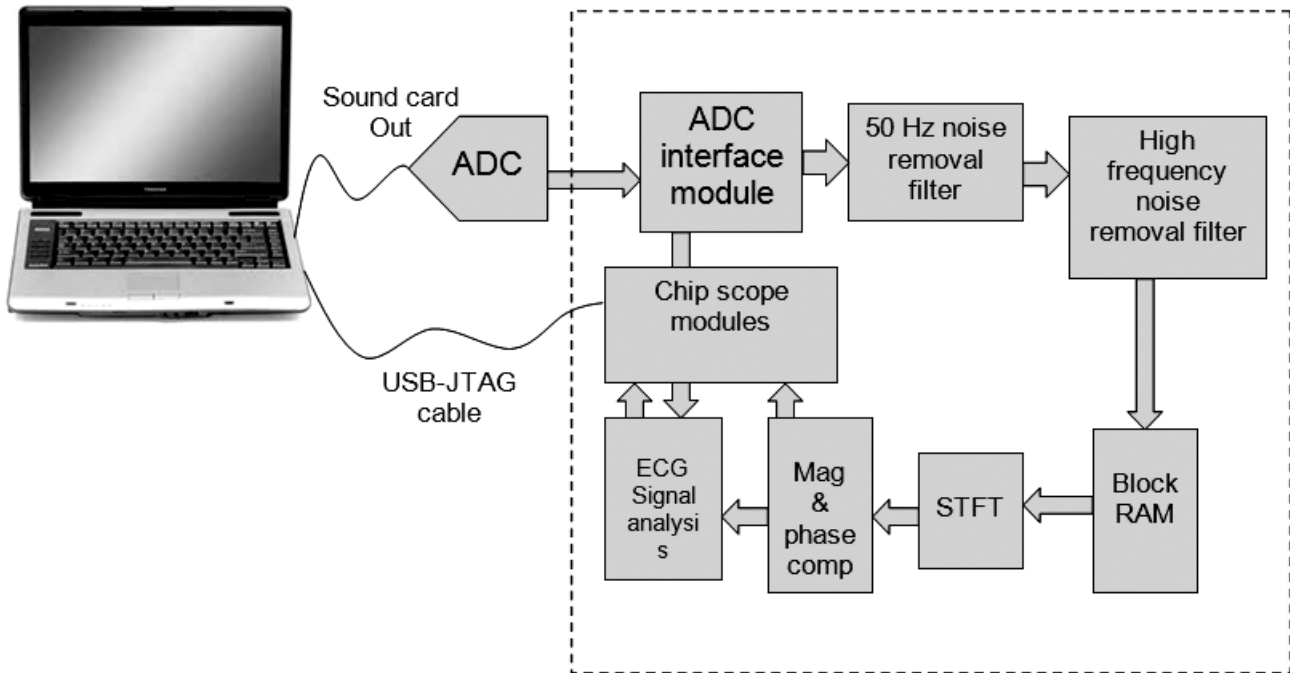 Sound card
Out
ADC
ADC
interface
module
50 Hz noise
removal
filter
High
frequency
noise
removal filter
Chip scope
modules
USB-JTAG
cable
ECG
Signal
analysi
s
Mag
&
phase
comp
STFT
Block
RAM
TOSHIBA